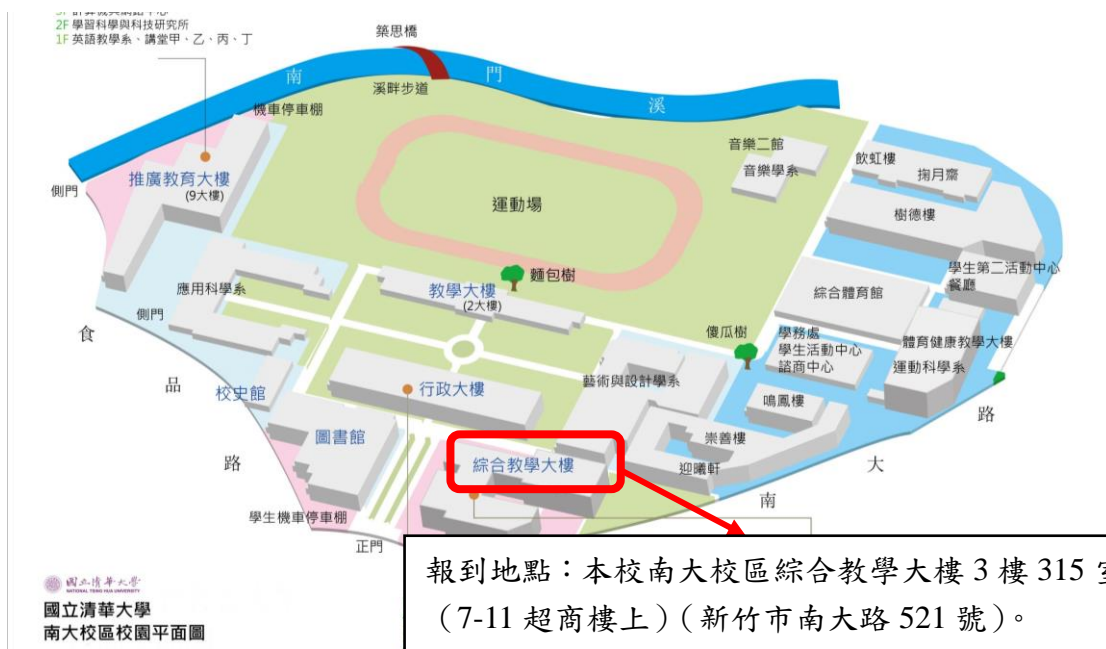 2F 學習科學與科技研究所
1F 英語教學系、講堂甲、乙、丙、丁
築思橋
南 門 溪
溪畔步道
機車停車棚
音樂二館
音樂學系
飲虹樓
掬月齋
推廣教育大樓
(9大樓)
側門
運動場
樹德樓
學生第二活動中心
餐廳
麵包樹
教學大樓
(2大樓)
應用科學系
側門
綜合體育館
傻瓜樹
學務處
學生活動中心
諮商中心
體育健康教學大樓
運動科學系
食 品 路
校史館
行政大樓
藝術與設計學系
鳴鳳樓
圖書館
崇善樓
綜合教學大樓
迎曦軒
南 大 路
學生機車停車棚
正門
報到地點：本校南大校區綜合教學大樓 3 樓 315 室
（7-11 超商樓上）（新竹市南大路 521 號）。
國立清華大學
NATIONAL TSING HUA UNIVERSITY
國立清華大學
南大校區校園平面圖